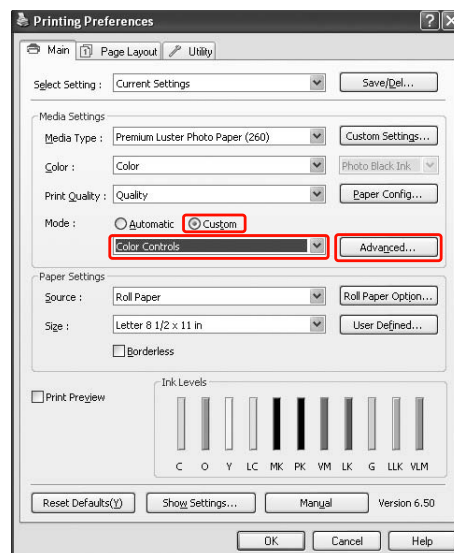 Printing Preferences
Main Page Layout Utility
Select Setting : Current Settings Save/Del...
Media Settings
Media Type : Premium Luster Photo Paper (260) Custom Settings...
Color : Color Photo Black Ink
Print Quality : Quality Paper Config...
Mode : Automatic Custom
Color Controls Advanced...
Paper Settings
Source : Roll Paper Roll Paper Option...
Size : Letter 8 1/2 x 11 in User Defined...
Borderless
Print Preview Ink Levels
C O Y LC MK PK VM LK G LLK VLM
Reset Defaults(Y) Show Settings... Manual Version 6.50
OK Cancel Help